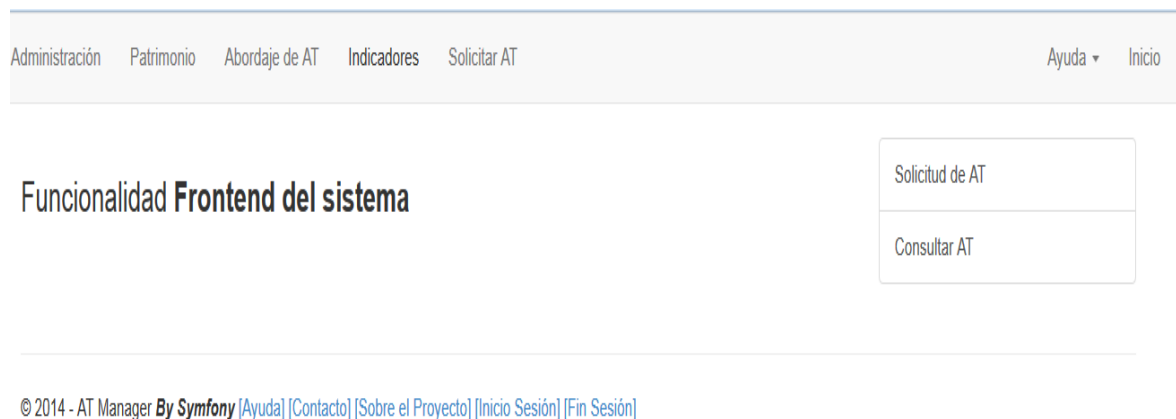 Administración Patrimonio Abordaje de AT Indicadores Solicitar AT Ayuda Inicio
Funcionalidad Frontend del sistema
Solicitud de AT
Consultar AT
© 2014 - AT Manager By Symfony [Ayuda] [Contacto] [Sobre el Proyecto] [Inicio Sesión] [Fin Sesión]